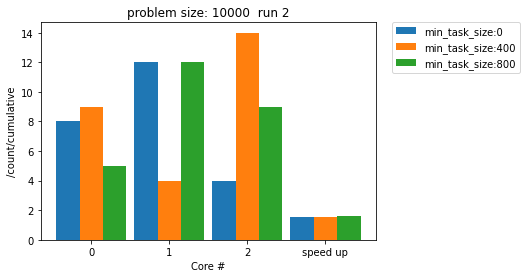 problem size: 10000  run 2
min_task_size:0
min_task_size:400
min_task_size:800
/count/cumulative
14
12
10
8
6
4
2
0
0 1 2 speed up
Core #